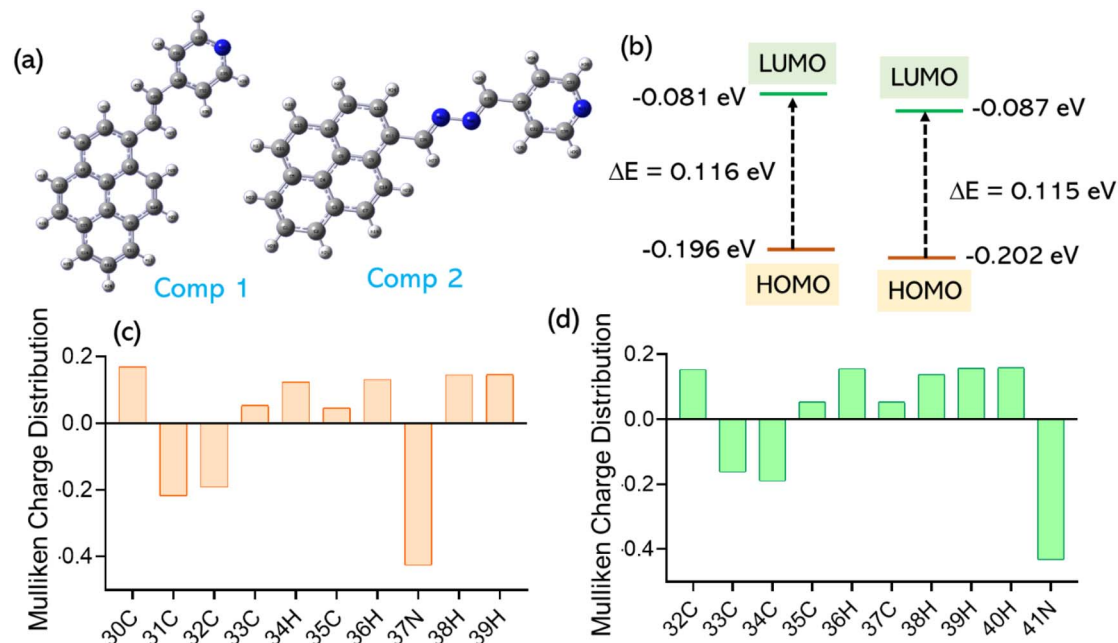 (a)
Comp 1
Comp 2
(b)
LUMO
-0.081 eV
ΔE = 0.116 eV
-0.196 eV
HOMO
LUMO
-0.087 eV
ΔE = 0.115 eV
-0.202 eV
HOMO
(c)
Mulliken Charge Distribution
0.2
0.0
-0.2
-0.4
30C 31C 32C 33C 34H 35C 36H 37N 38H 39H
(d)
Mulliken Charge Distribution
0.2
0.0
-0.2
-0.4
32C 33C 34C 35C 36H 37C 38H 39H 40H 41N